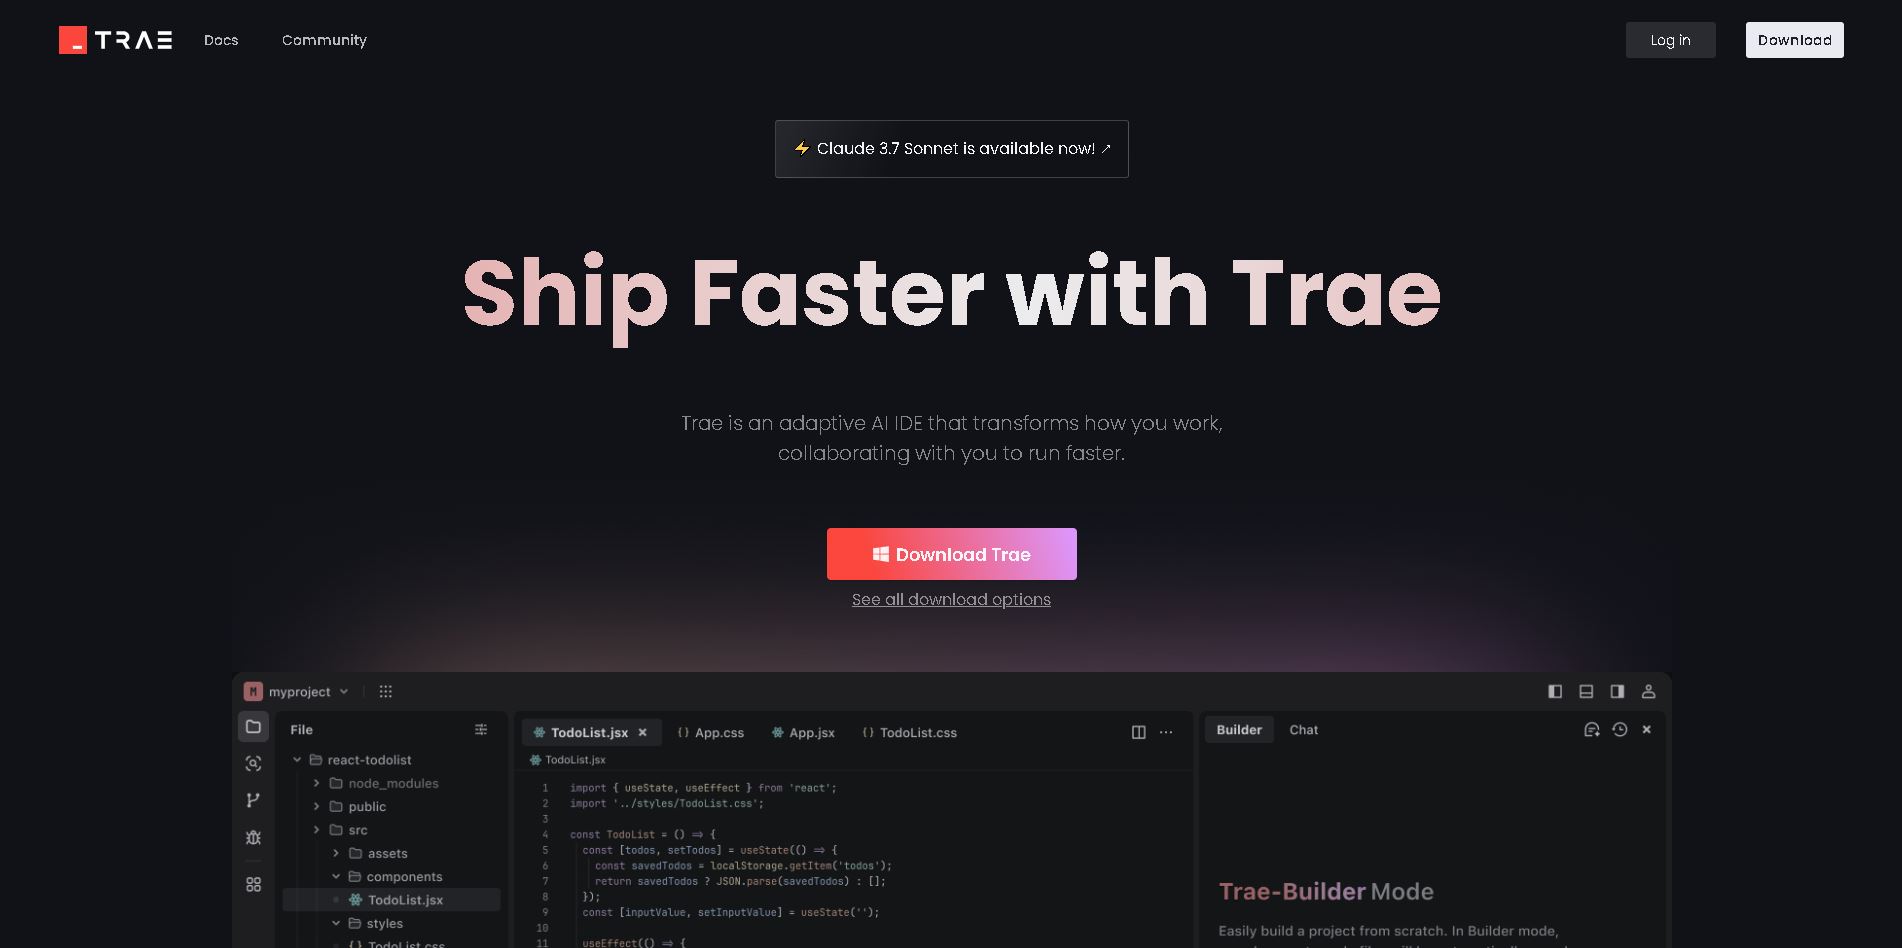 TRAE Docs Community Log in Download
⚡ Claude 3.7 Sonnet is available now! ↗
Ship Faster with Trae
Trae is an adaptive AI IDE that transforms how you work,
collaborating with you to run faster.
Download Trae
See all download options
M myproject
File
react-todolist
node_modules
public
src
assets
components
TodoList.jsx
styles
{} TodoList.css
TodoList.jsx × {} App.css App.jsx {} TodoList.css
TodoList.jsx
1 import { useState, useEffect } from 'react';
2 import '../styles/TodoList.css';
3
4 const TodoList = () => {
5 const [todos, setTodos] = useState(() => {
6 const savedTodos = localStorage.getItem('todos');
7 return savedTodos ? JSON.parse(savedTodos) : [];
8 });
9 const [inputValue, setInputValue] = useState('');
10
11 useEffect(() => {
Builder Chat
Trae-Builder Mode
Easily build a project from scratch. In Builder mode,